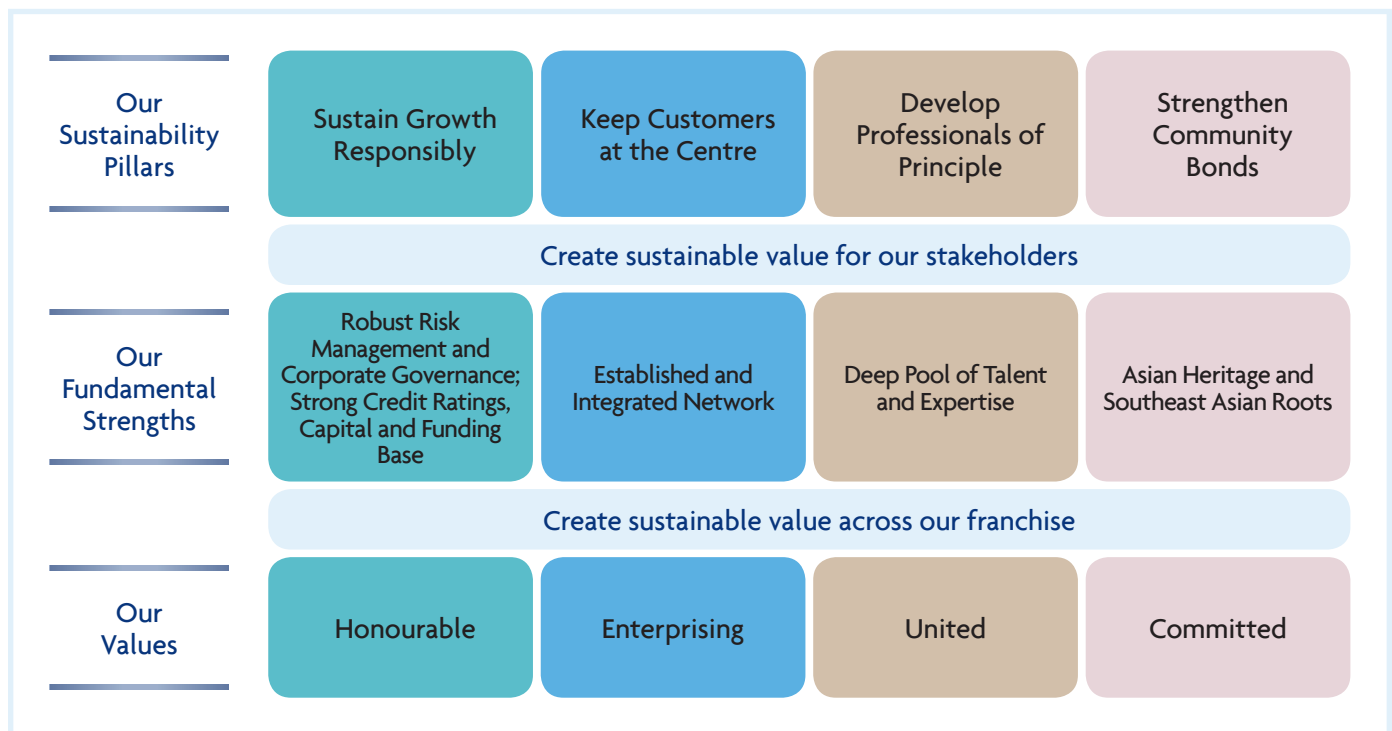 Our
Sustainability
Pillars
Sustain Growth
Responsibly
Keep Customers
at the Centre
Develop
Professionals of
Principle
Strengthen
Community
Bonds
Create sustainable value for our stakeholders
Our
Fundamental
Strengths
Robust Risk
Management and
Corporate Governance;
Strong Credit Ratings,
Capital and Funding
Base
Established and
Integrated Network
Deep Pool of Talent
and Expertise
Asian Heritage and
Southeast Asian Roots
Create sustainable value across our franchise
Our
Values
Honourable
Enterprising
United
Committed